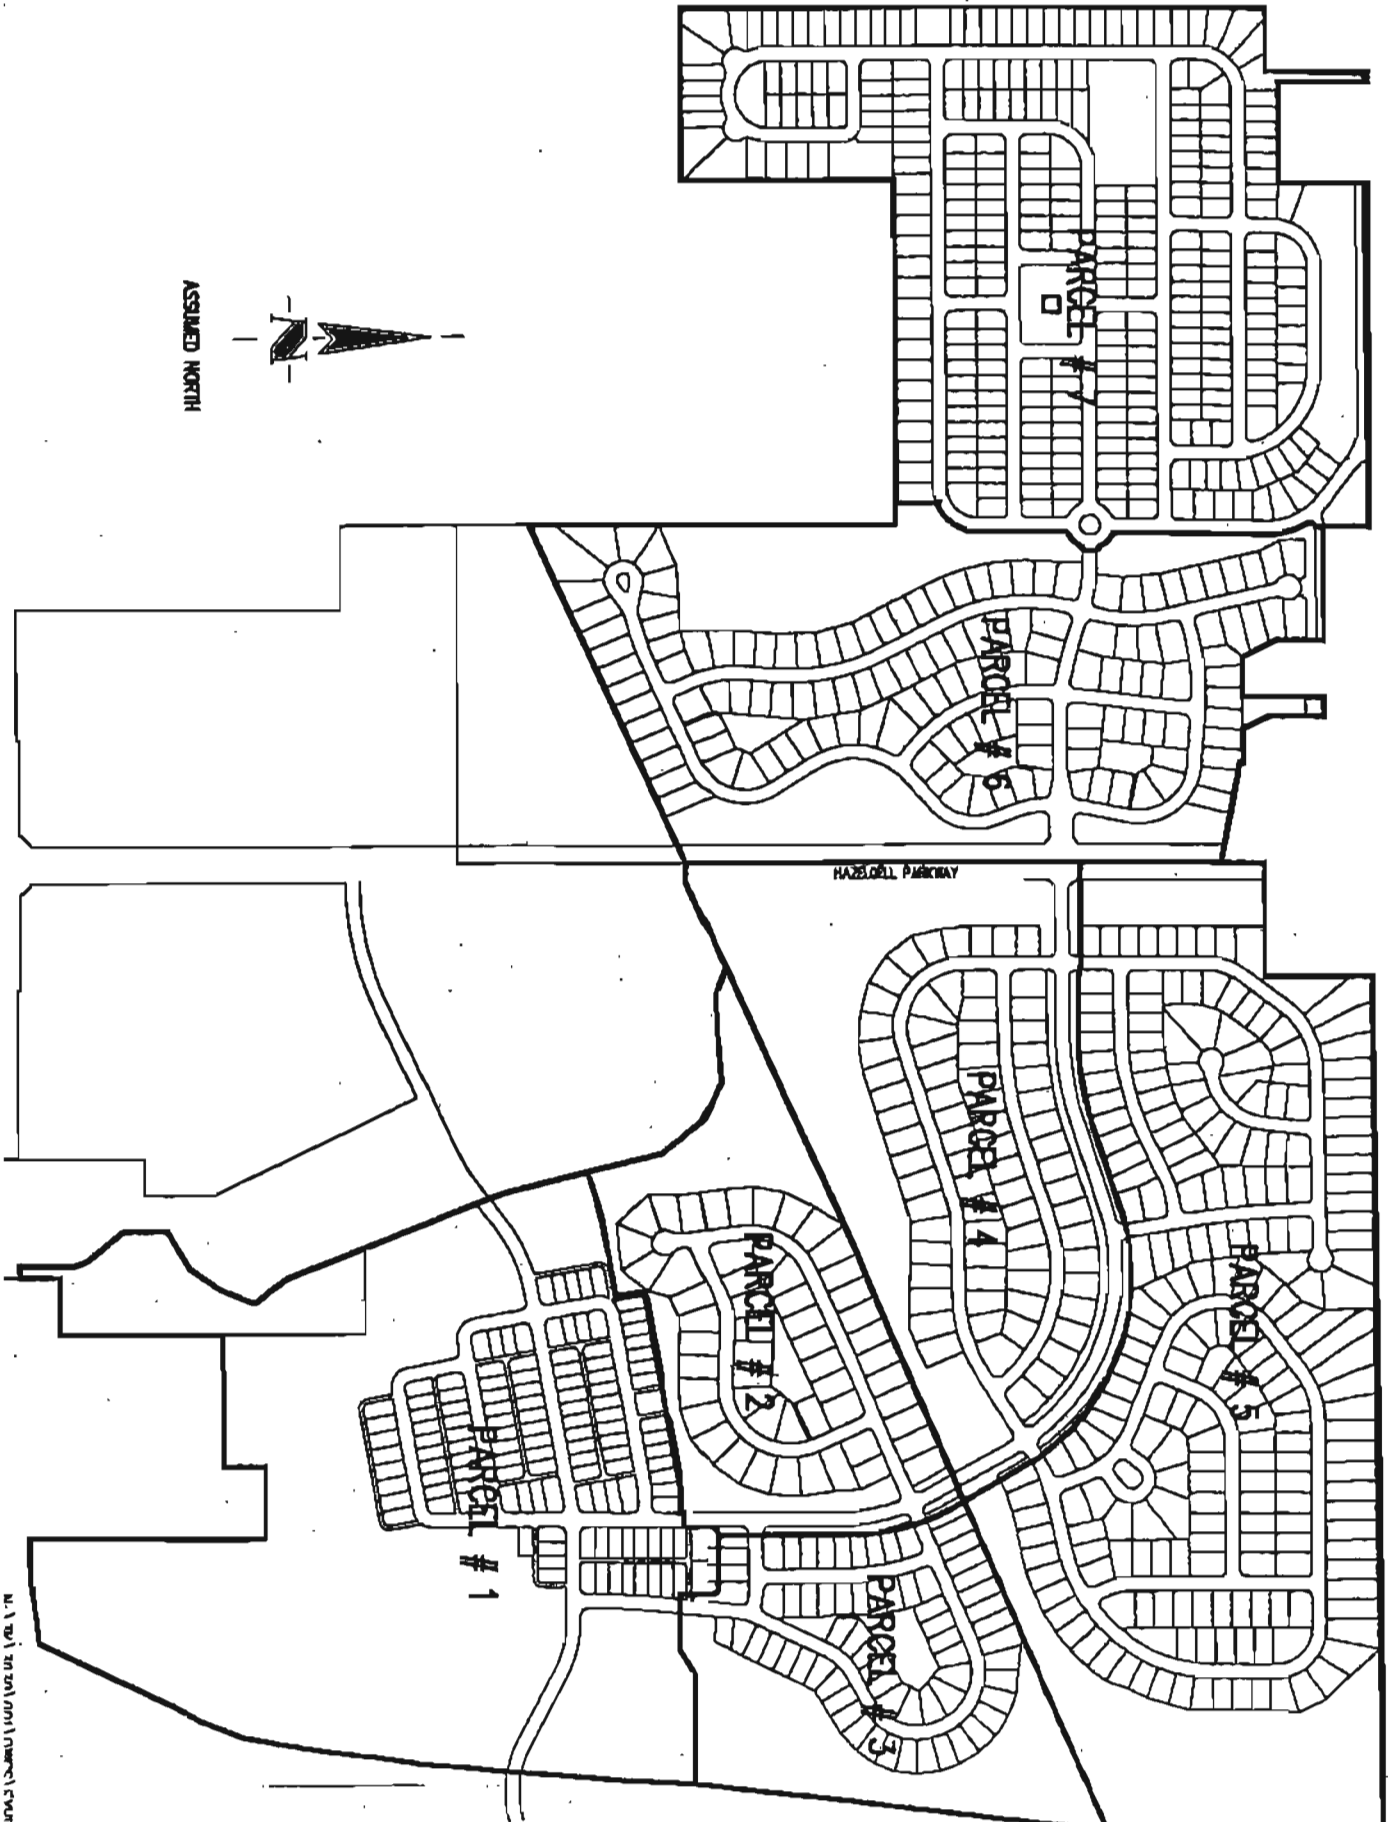 PARCEL # 7
ASSUMED NORTH
N
PARCEL # 6
HAZELDELL PARKWAY
PARCEL # 4
PARCEL # 5
PARCEL # 2
PARCEL # 1
PARCEL # 3